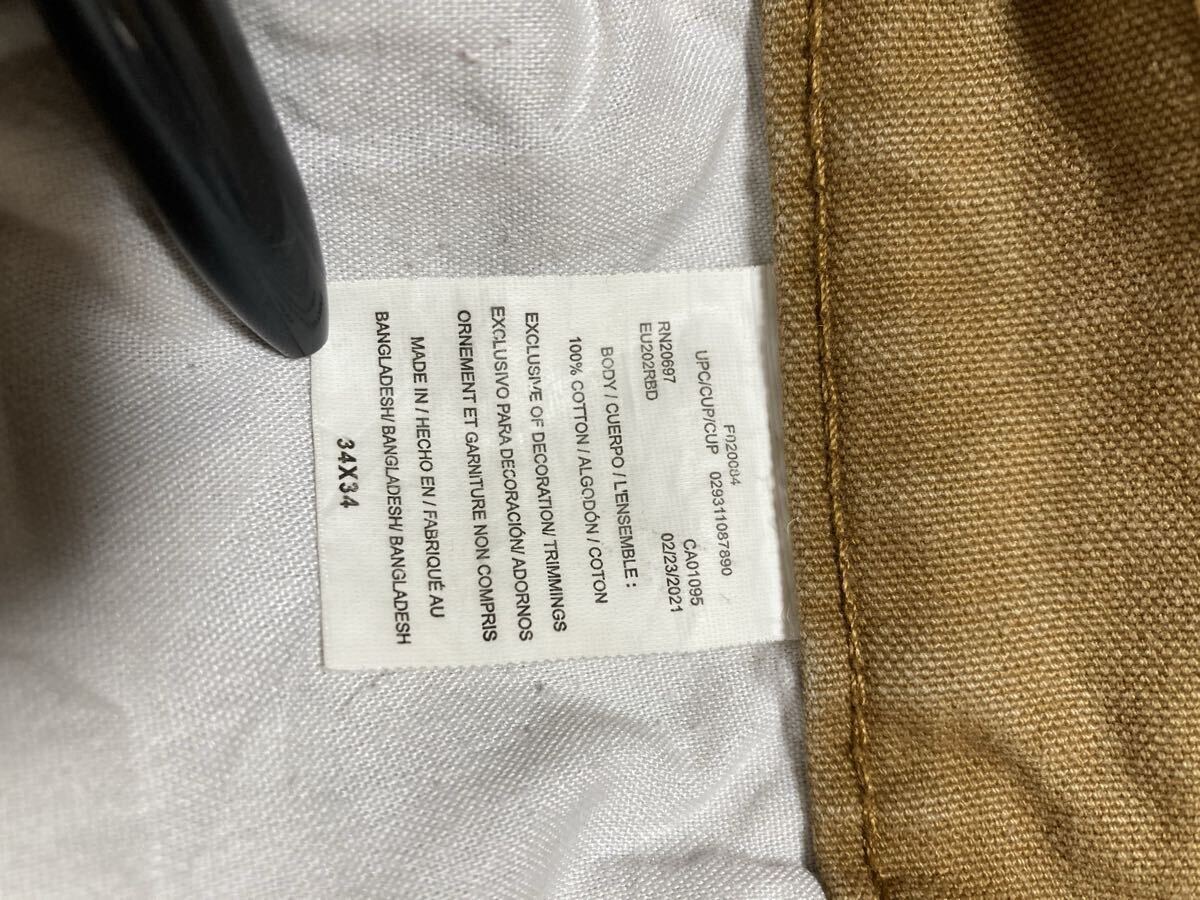 F020084
UPC/CUP/CUP 029311087890
CA01095
RN20697 02/23/2021
EU202RBD
BODY / CUERPO / L'ENSEMBLE :
100% COTTON / ALGODÓN / COTON
EXCLUSIVE OF DECORATION/ TRIMMINGS
EXCLUSIVO PARA DECORACIÓN/ ADORNOS
ORNEMENT ET GARNITURE NON COMPRIS
MADE IN / HECHO EN / FABRIQUÉ AU
BANGLADESH/ BANGLADESH/ BANGLADESH
34X34